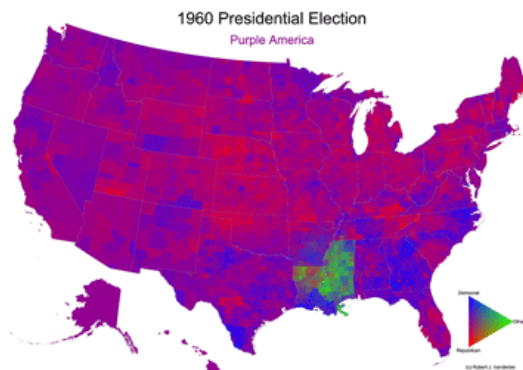 1960 Presidential Election
Purple America
Democrat
Other
Republican
(c) Robert J. Vanderbei